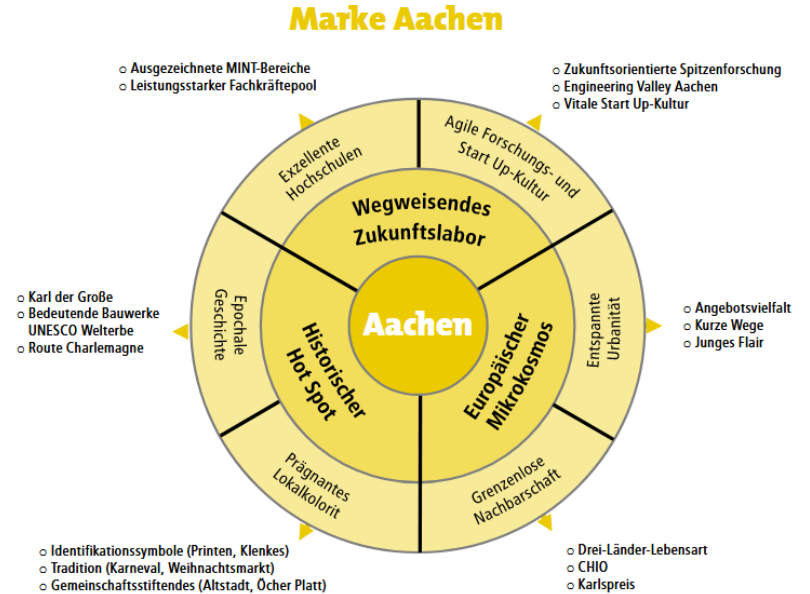 Marke Aachen
o Ausgezeichnete MINT-Bereiche
o Leistungsstarker Fachkräftepool
o Zukunftsorientierte Spitzenforschung
o Engineering Valley Aachen
o Vitale Start Up-Kultur
Exzellente
Hochschulen
Agile Forschungs- und
Start Up-Kultur
Wegweisendes
Zukunftslabor
o Karl der Große
o Bedeutende Bauwerke
UNESCO Welterbe
o Route Charlemagne
Epochale
Geschichte
Historischer
Hot Spot
Aachen
Europäischer
Mikrokosmos
Entspannte
Urbanität
o Angebotsvielfalt
o Kurze Wege
o Junges Flair
Prägnantes
Lokalkolorit
Grenzenlose
Nachbarschaft
o Identifikationssymbole (Printen, Klenkes)
o Tradition (Karneval, Weihnachtsmarkt)
o Gemeinschaftsstiftendes (Altstadt, Öcher Platt)
o Drei-Länder-Lebensart
o CHIO
o Karlspreis